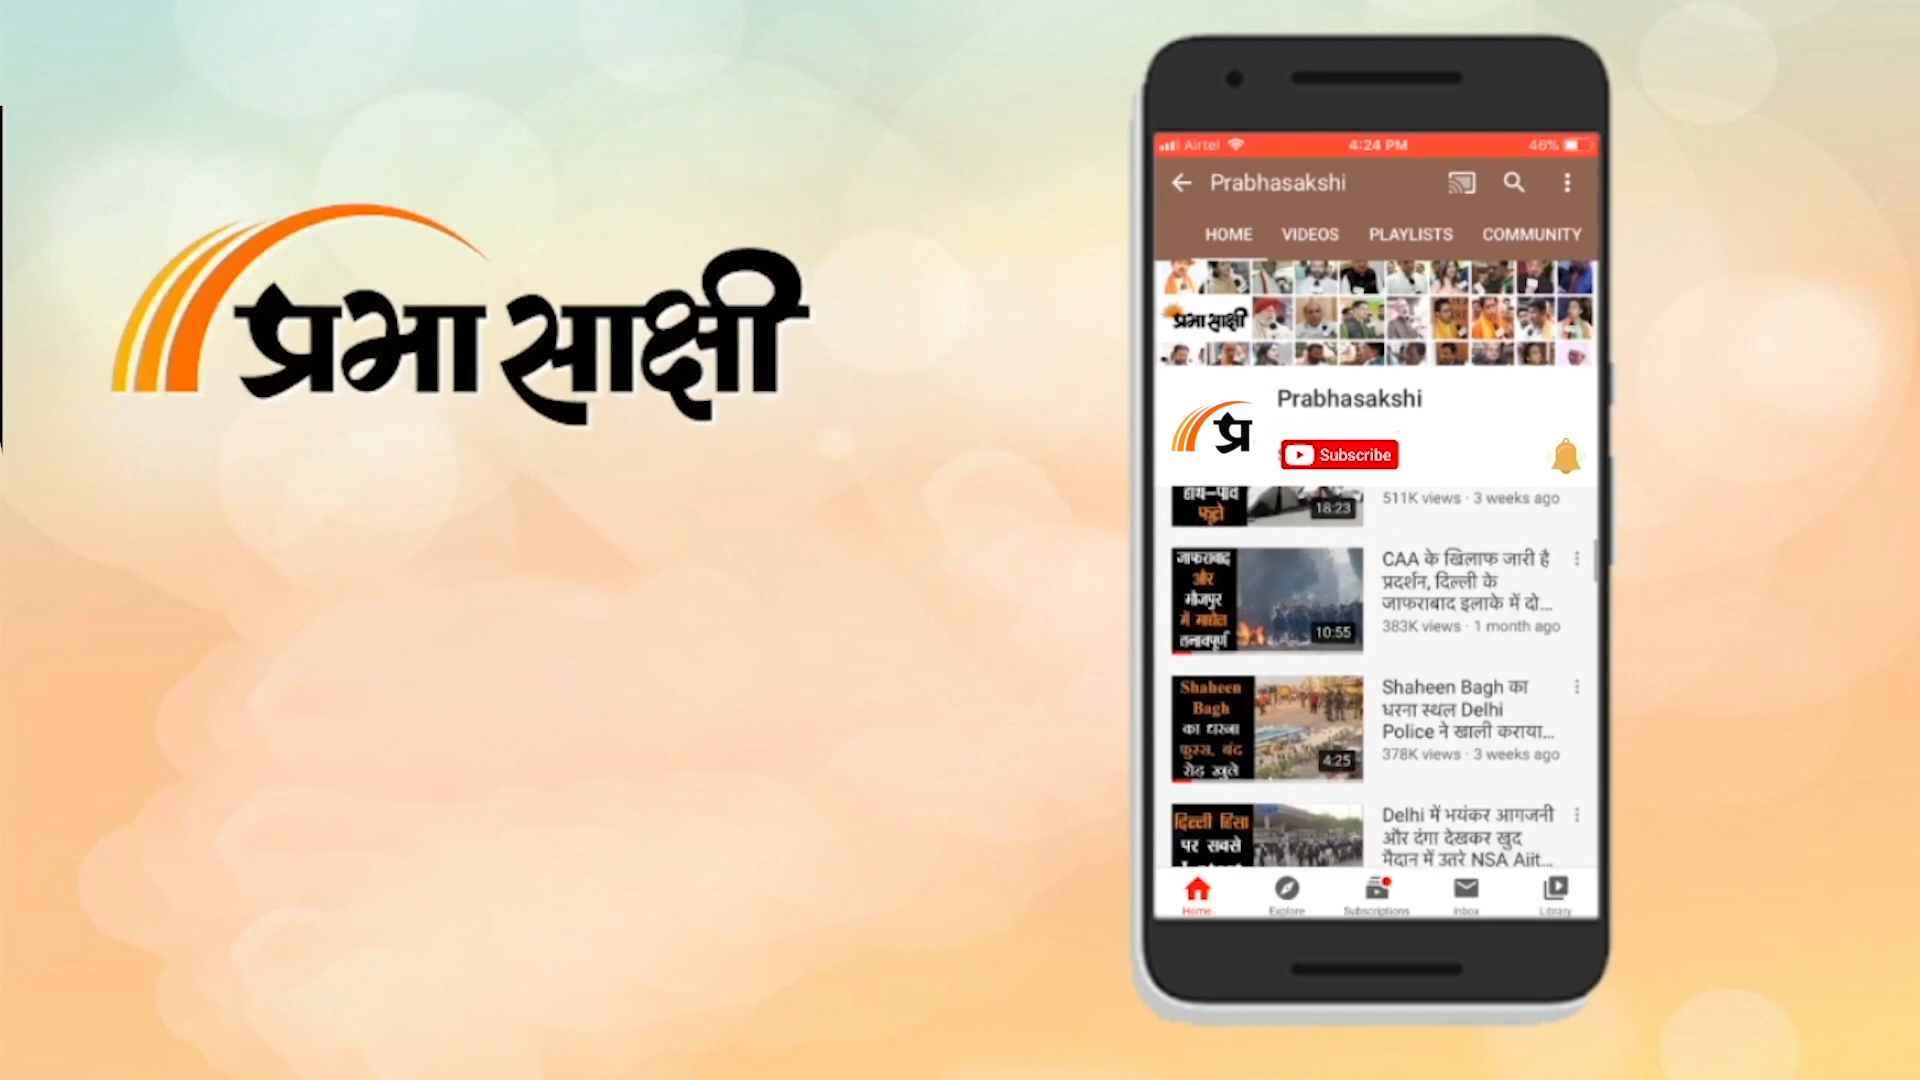 प्रभासाक्षी
Airtel 4:24 PM 46%
Prabhasakshi
HOME VIDEOS PLAYLISTS COMMUNITY
प्रभासाक्षी
Prabhasakshi
प्र
Subscribe
हाथ-पांव
फूले
18:23
511K views · 3 weeks ago
जाफराबाद
और
मौजपुर
में माहौल
तनावपूर्ण
10:55
CAA के खिलाफ जारी है
प्रदर्शन, दिल्ली के
जाफराबाद इलाके में दो...
383K views · 1 month ago
Shaheen
Bagh
का धरना
फुस्स, बंद
रोड खुले
4:25
Shaheen Bagh का
धरना स्थल Delhi
Police ने खाली कराया...
378K views · 3 weeks ago
दिल्ली हिंसा
पर सबसे
Delhi में भयंकर आगजनी
और दंगा देखकर खुद
मैदान में उतरे NSA Ajit...
Home Explore Subscriptions Inbox Library